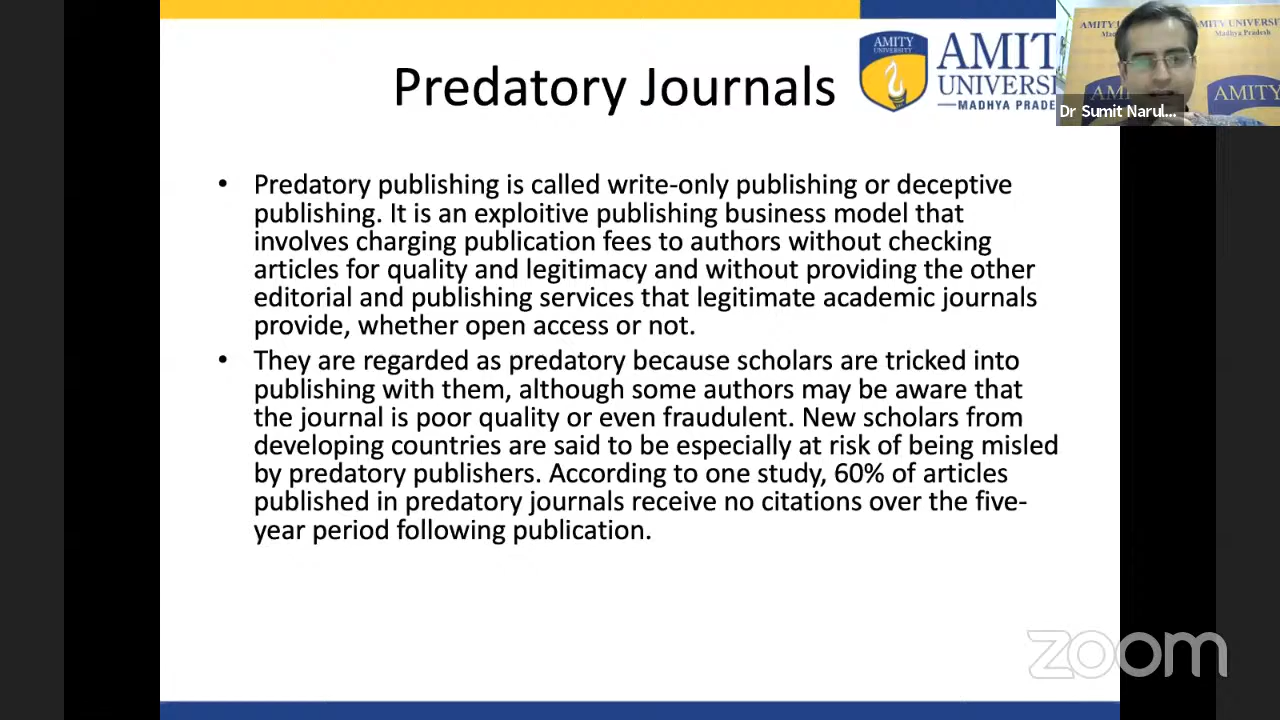 Predatory Journals
AMITY
UNIVERSITY
AMIT
UNIVERSI
MADHYA PRADE
AMITY
Dr Sumit Narul...
• Predatory publishing is called write-only publishing or deceptive
publishing. It is an exploitive publishing business model that
involves charging publication fees to authors without checking
articles for quality and legitimacy and without providing the other
editorial and publishing services that legitimate academic journals
provide, whether open access or not.
• They are regarded as predatory because scholars are tricked into
publishing with them, although some authors may be aware that
the journal is poor quality or even fraudulent. New scholars from
developing countries are said to be especially at risk of being misled
by predatory publishers. According to one study, 60% of articles
published in predatory journals receive no citations over the five-
year period following publication.
zoom